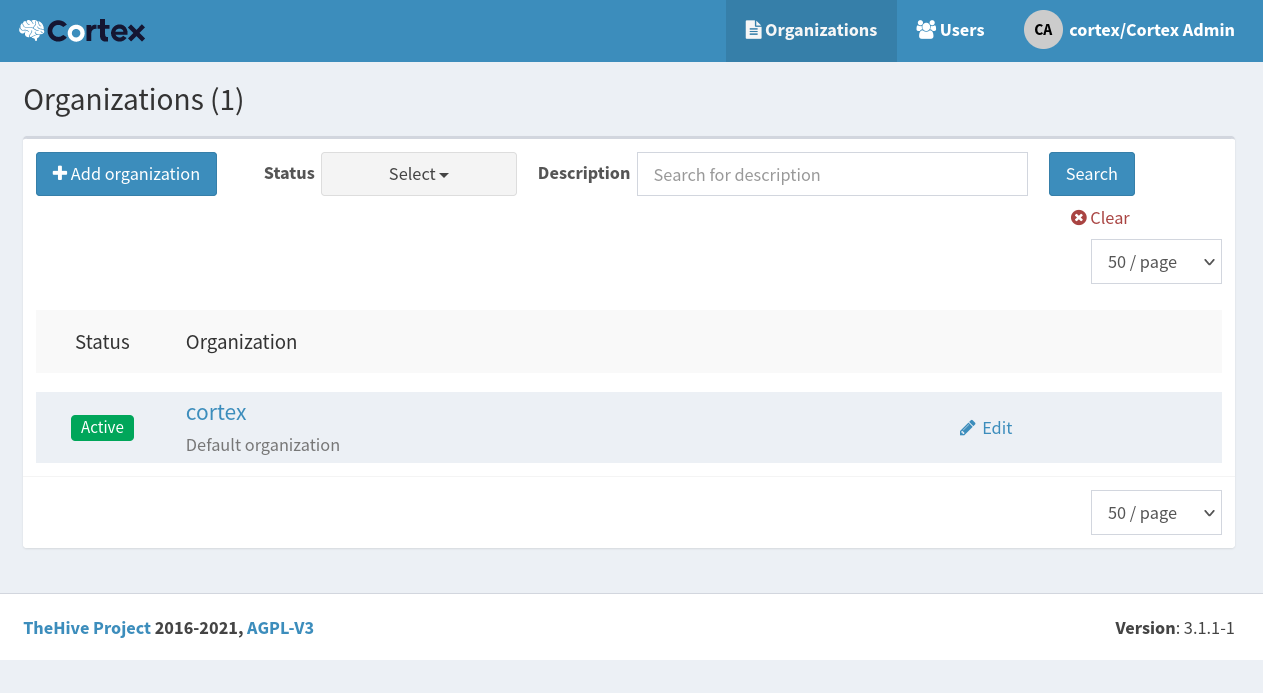 Cortex
Organizations
Users
CA cortex/Cortex Admin
Organizations (1)
Add organization
Status Select
Description Search for description
Search
Clear
50 / page
Status Organization
Active
cortex
Default organization
Edit
50 / page
TheHive Project 2016-2021, AGPL-V3
Version: 3.1.1-1